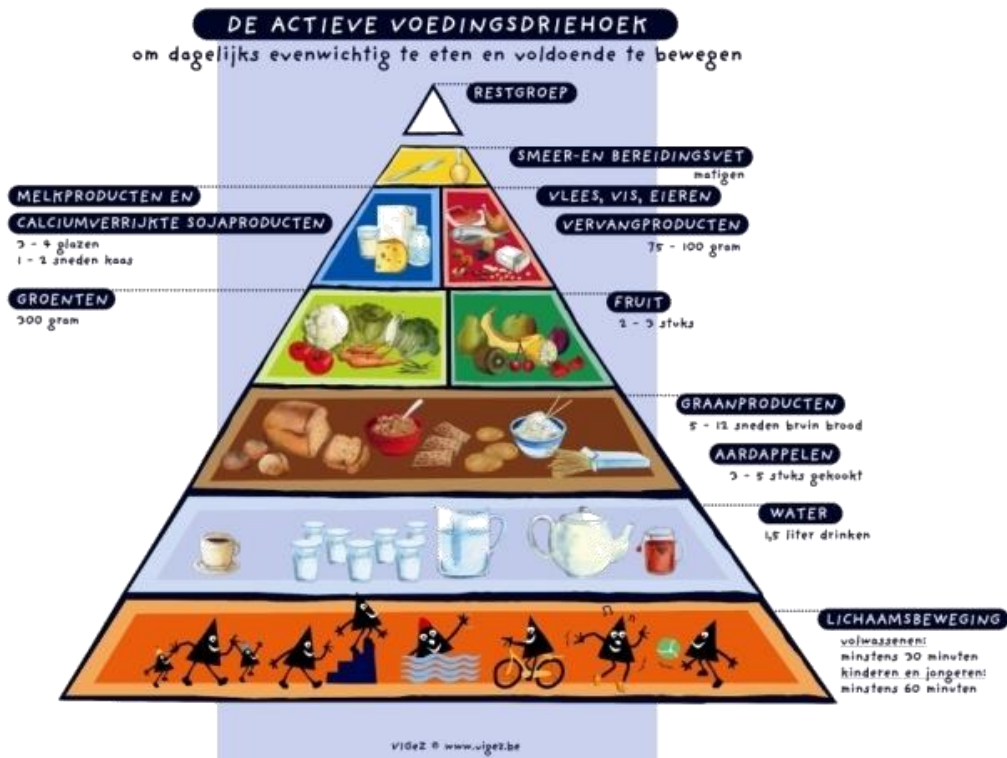 DE ACTIEVE VOEDINGSDRIEHOEK
om dagelijks evenwichtig te eten en voldoende te bewegen
RESTGROEP
SMEER-EN BEREIDINGSVET
matigen
MELKPRODUCTEN EN
CALCIUMVERRIJKTE SOJAPRODUCTEN
3 - 4 glazen
1 - 2 sneden kaas
VLEES, VIS, EIEREN
VERVANGPRODUCTEN
75 - 100 gram
GROENTEN
300 gram
FRUIT
2 - 3 stuks
GRAANPRODUCTEN
5 - 12 sneden bruin brood
AARDAPPELEN
3 - 5 stuks gekookt
WATER
1,5 liter drinken
LICHAAMSBEWEGING
volwassenen:
minstens 30 minuten
kinderen en jongeren:
minstens 60 minuten
VIGeZ © www.vigez.be